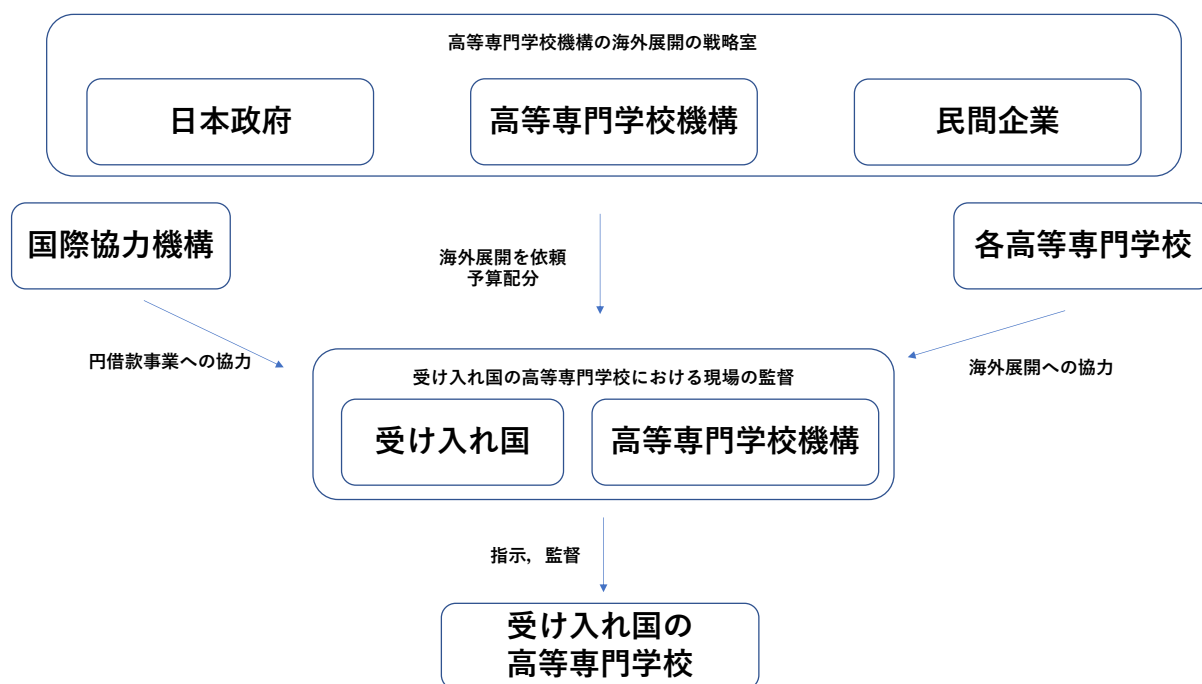 高等専門学校機構の海外展開の戦略室
日本政府
高等専門学校機構
民間企業
国際協力機構
海外展開を依頼
予算配分
各高等専門学校
円借款事業への協力
海外展開への協力
受け入れ国の高等専門学校における現場の監督
受け入れ国
高等専門学校機構
指示，監督
受け入れ国の
高等専門学校